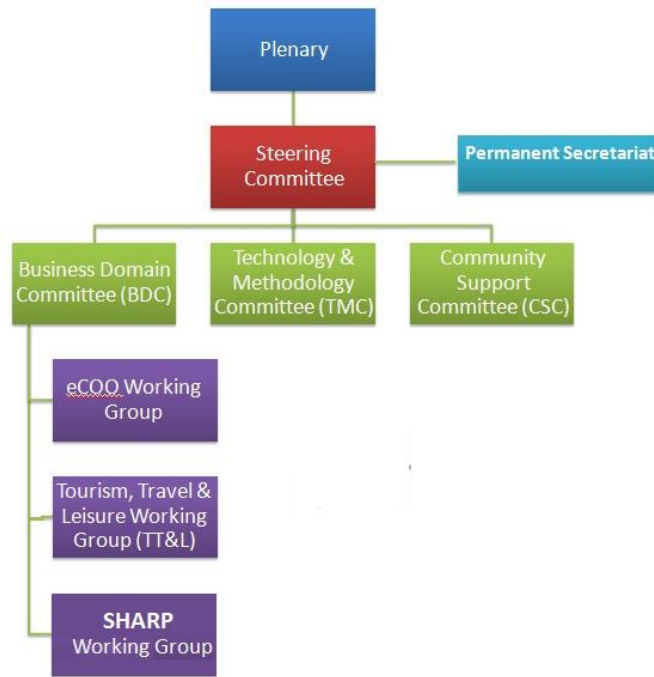 Plenary
Steering
Committee
Permanent Secretariat
Business Domain
Committee (BDC)
Technology &
Methodology
Committee (TMC)
Community
Support
Committee (CSC)
eCOO Working
Group
Tourism, Travel &
Leisure Working
Group (TT&L)
SHARP
Working Group